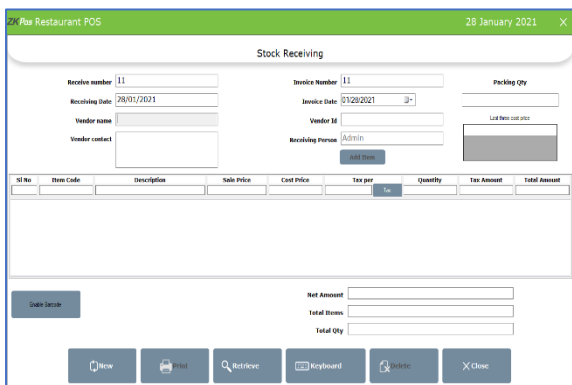 ZKPos Restaurant POS 28 January 2021 X
Stock Receiving
Receive number 11 Invoice Number 11 Packing Qty
Receiving Date 28/01/2021 Invoice Date 01/28/2021
Vendor name Vendor Id Last three cost price
Vendor contact Receiving Person Admin
Add Item
Sl No Item Code Description Sale Price Cost Price Tax per Quantity Tax Amount Total Amount
Tax
Net Amount
Enable Barcode Total Items
Total Qty
New Print Retrieve Keyboard Delete Close